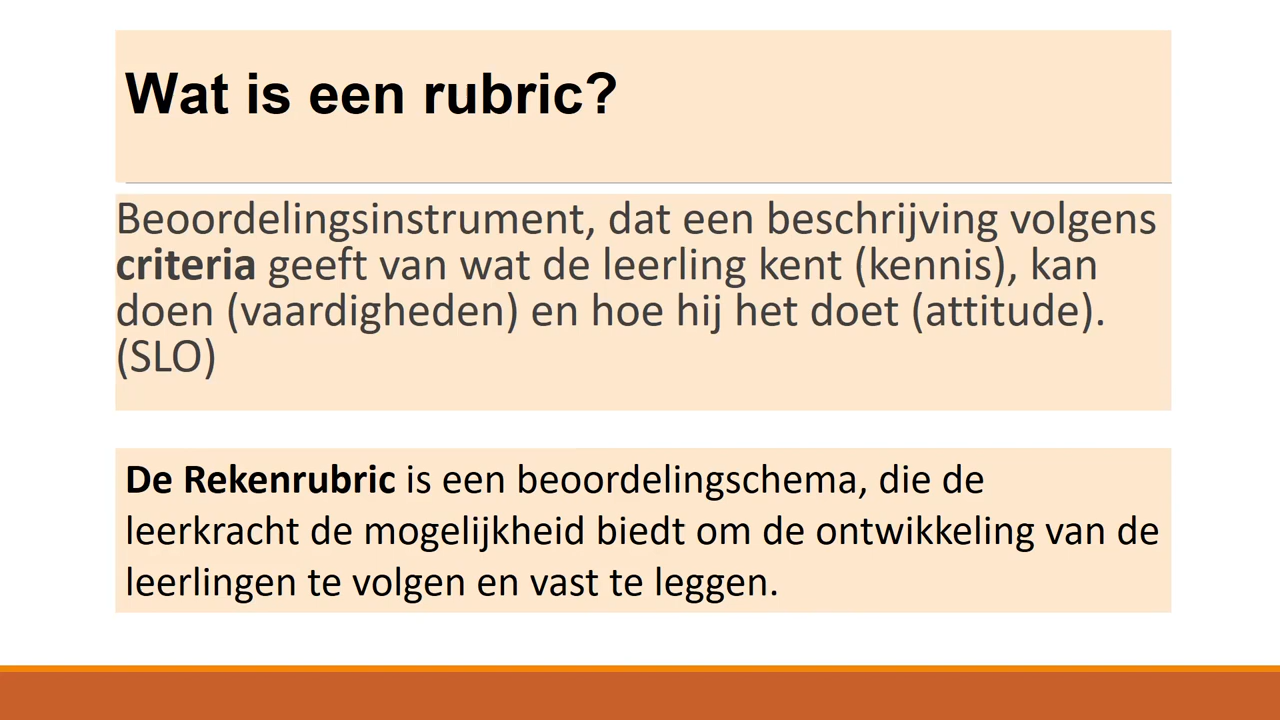 Wat is een rubric?
Beoordelingsinstrument, dat een beschrijving volgens
criteria geeft van wat de leerling kent (kennis), kan
doen (vaardigheden) en hoe hij het doet (attitude).
(SLO)
De Rekenrubric is een beoordelingschema, die de
leerkracht de mogelijkheid biedt om de ontwikkeling van de
leerlingen te volgen en vast te leggen.